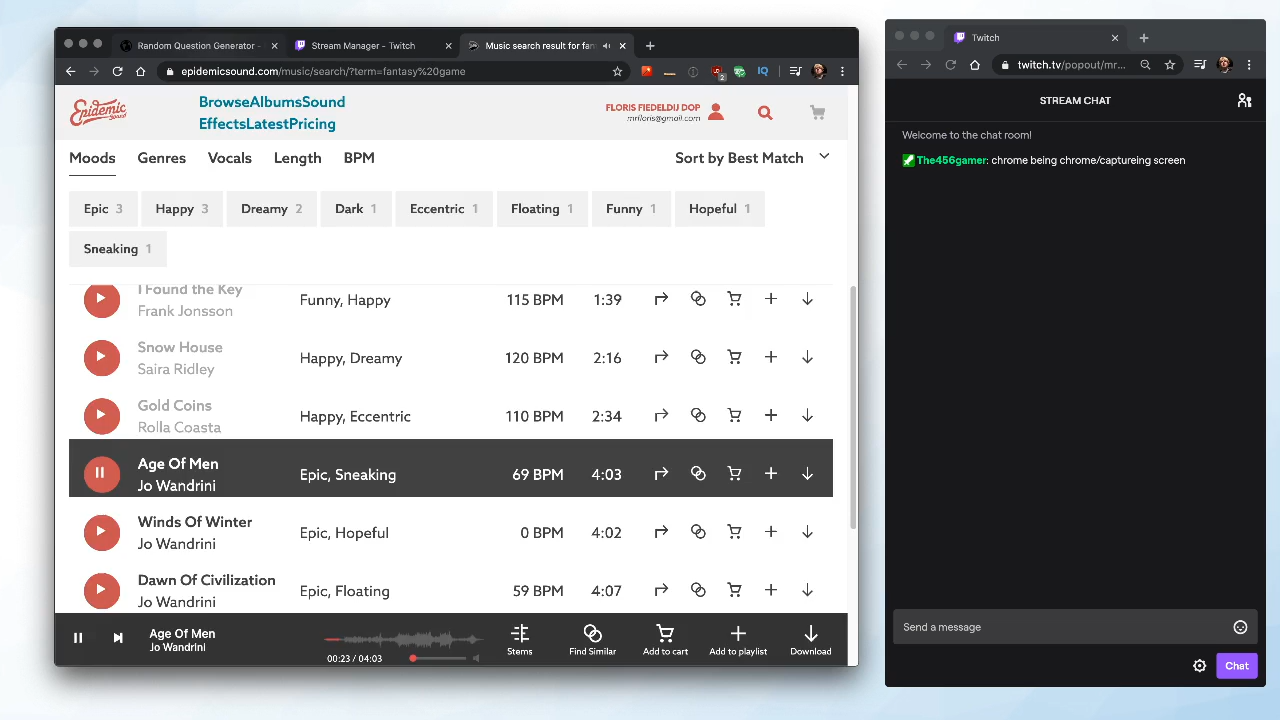 Random Question Generator -
Stream Manager - Twitch
Music search result for fan
epidemicsound.com/music/search/?term=fantasy%20game
2
IQ
Epidemic
Sound
BrowseAlbumsSound
EffectsLatestPricing
FLORIS FIEDELDIJ DOP
mrfloris@gmail.com
Moods
Genres
Vocals
Length
BPM
Sort by Best Match
Epic 3
Happy 3
Dreamy 2
Dark 1
Eccentric 1
Floating 1
Funny 1
Hopeful 1
Sneaking 1
I Found the Key
Frank Jonsson
Funny, Happy
115 BPM
1:39
Snow House
Saira Ridley
Happy, Dreamy
120 BPM
2:16
Gold Coins
Rolla Coasta
Happy, Eccentric
110 BPM
2:34
Age Of Men
Jo Wandrini
Epic, Sneaking
69 BPM
4:03
Winds Of Winter
Jo Wandrini
Epic, Hopeful
0 BPM
4:02
Dawn Of Civilization
Jo Wandrini
Epic, Floating
59 BPM
4:07
Age Of Men
Jo Wandrini
00:23 / 04:03
Stems
Find Similar
Add to cart
Add to playlist
Download
Twitch
twitch.tv/popout/mr...
STREAM CHAT
Welcome to the chat room!
The456gamer: chrome being chrome/captureing screen
Send a message
Chat